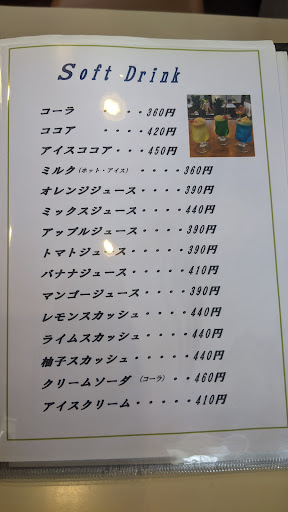 Soft Drink
コーラ ・・・・360円
ココア ・・・・420円
アイスココア・・・450円
ミルク(ホット・アイス)・・・・360円
オレンジジュース・・・・390円
ミックスジュース・・・・440円
アップルジュース・・・・390円
トマトジュース・・・・・390円
バナナジュース・・・・・410円
マンゴージュース・・・・390円
レモンスカッシュ・・・・440円
ライムスカッシュ・・・・440円
柚子スカッシュ・・・・・440円
クリームソーダ (コーラ)・・・460円
アイスクリーム・・・・・410円